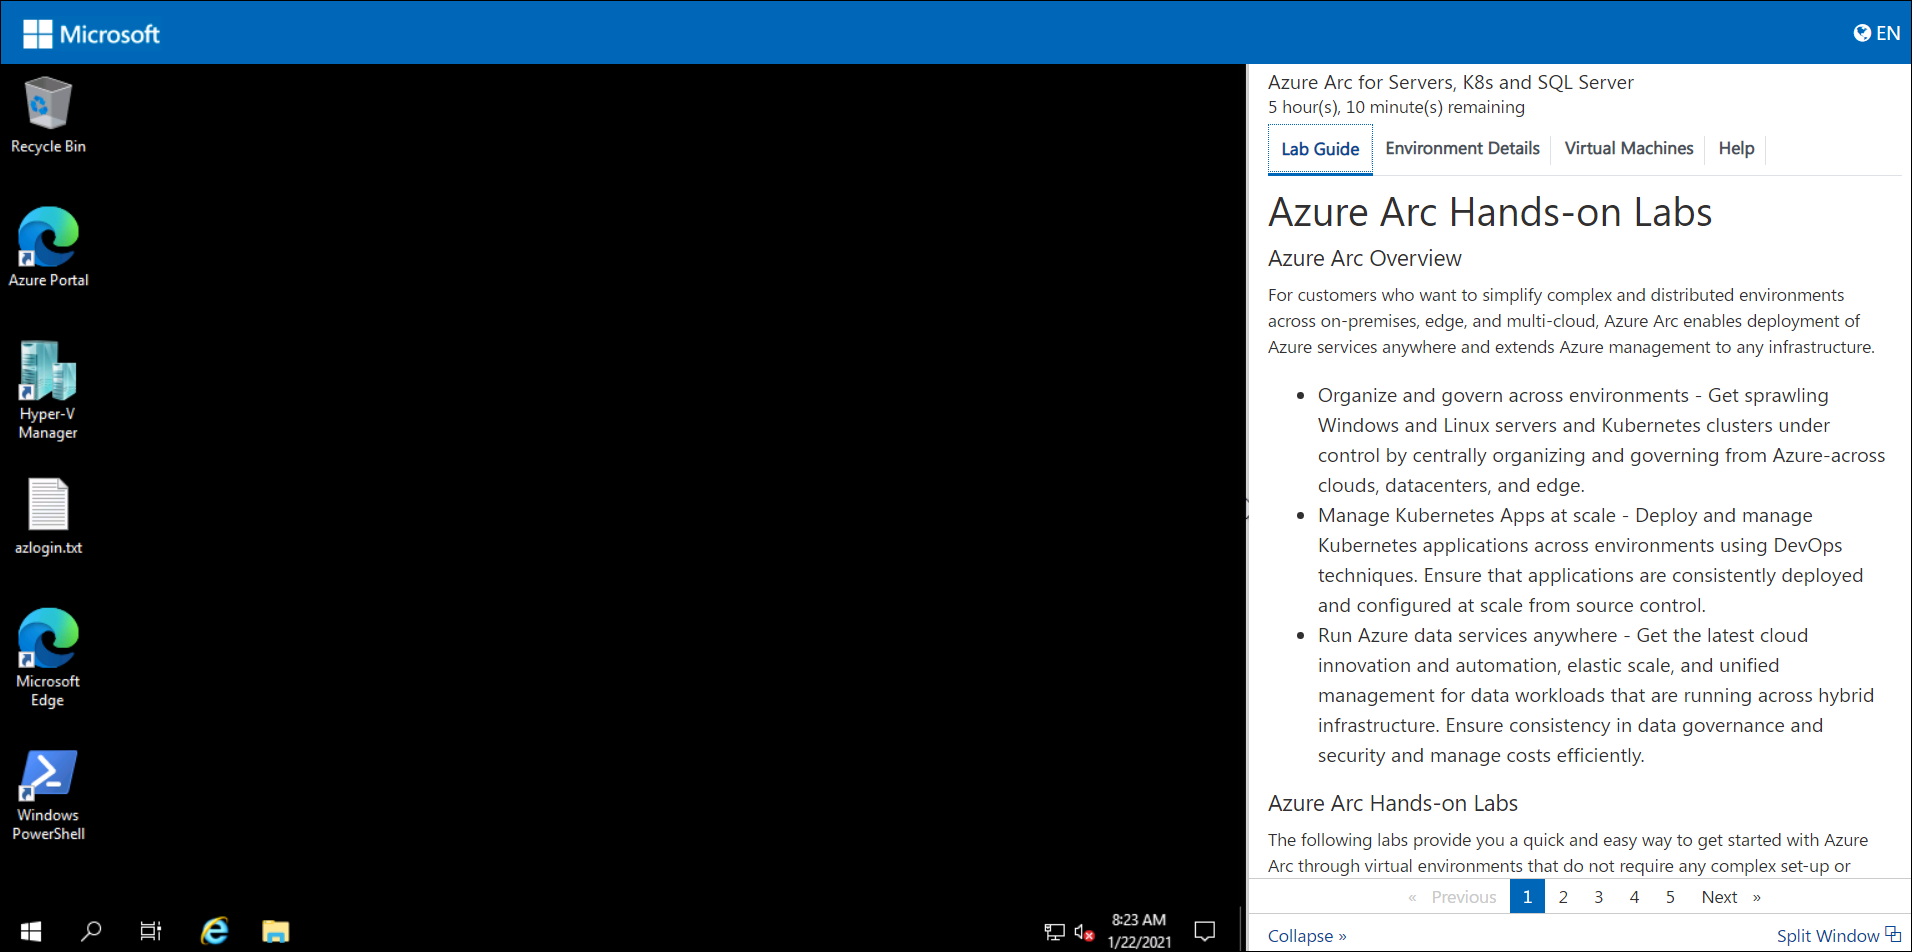 Microsoft
EN
Recycle Bin
Azure Portal
Hyper-V
Manager
azlogin.txt
Microsoft
Edge
Windows
PowerShell
8:23 AM
1/22/2021
Azure Arc for Servers, K8s and SQL Server
5 hour(s), 10 minute(s) remaining
Lab Guide
Environment Details
Virtual Machines
Help
Azure Arc Hands-on Labs
Azure Arc Overview
For customers who want to simplify complex and distributed environments
across on-premises, edge, and multi-cloud, Azure Arc enables deployment of
Azure services anywhere and extends Azure management to any infrastructure.
• Organize and govern across environments - Get sprawling
Windows and Linux servers and Kubernetes clusters under
control by centrally organizing and governing from Azure-across
clouds, datacenters, and edge.
• Manage Kubernetes Apps at scale - Deploy and manage
Kubernetes applications across environments using DevOps
techniques. Ensure that applications are consistently deployed
and configured at scale from source control.
• Run Azure data services anywhere - Get the latest cloud
innovation and automation, elastic scale, and unified
management for data workloads that are running across hybrid
infrastructure. Ensure consistency in data governance and
security and manage costs efficiently.
Azure Arc Hands-on Labs
The following labs provide you a quick and easy way to get started with Azure
Arc through virtual environments that do not require any complex set-up or
« Previous 1 2 3 4 5 Next »
Collapse »
Split Window